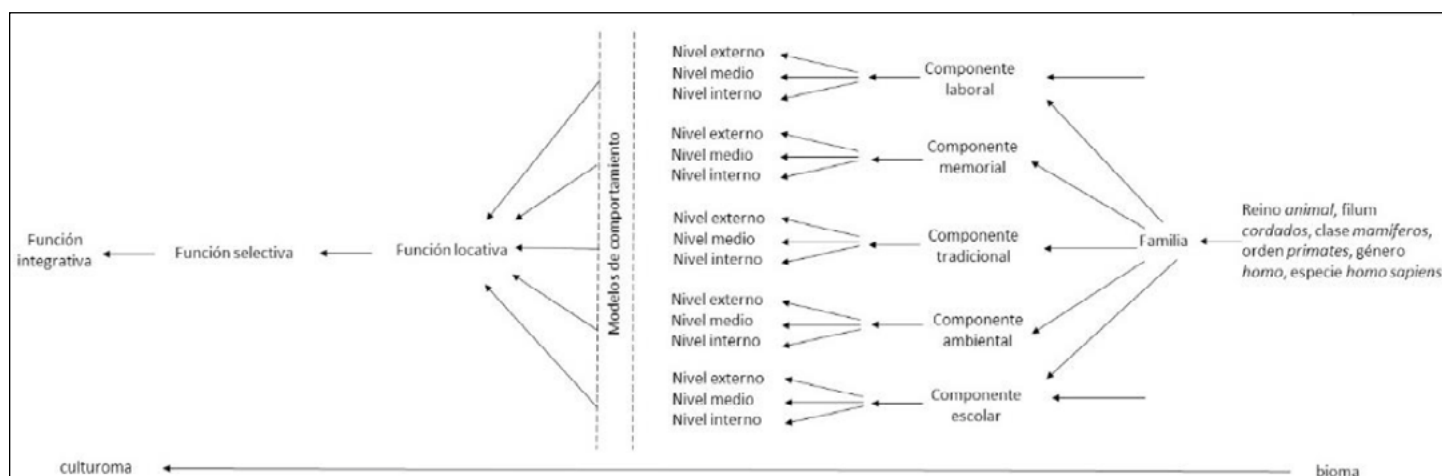 Nivel externo
Nivel medio
Nivel interno
Componente
laboral
Nivel externo
Nivel medio
Nivel interno
Componente
memorial
Nivel externo
Nivel medio
Nivel interno
Componente
tradicional
Nivel externo
Nivel medio
Nivel interno
Componente
ambiental
Nivel externo
Nivel medio
Nivel interno
Componente
escolar
Modelos de comportamiento
Función
integrativa
Función selectiva
Función locativa
Familia
Reino animal, filum
cordados, clase mamíferos,
orden primates, género
homo, especie homo sapiens
culturoma
bioma